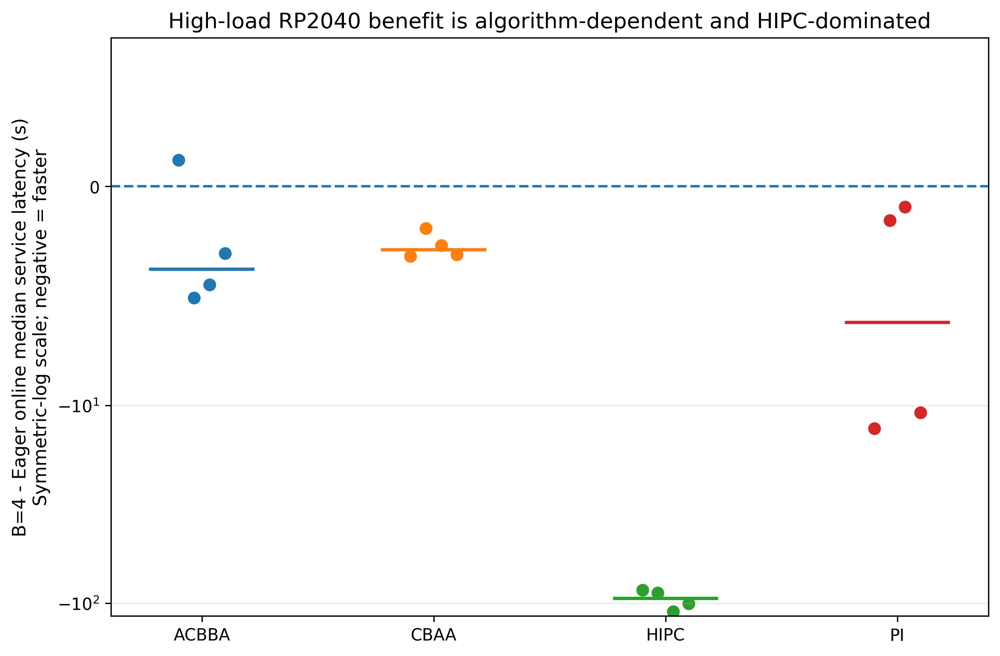 High-load RP2040 benefit is algorithm-dependent and HIPC-dominated
B=4 - Eager online median service latency (s)
Symmetric-log scale; negative = faster
0
−10¹
−10²
ACBBA
CBAA
HIPC
PI